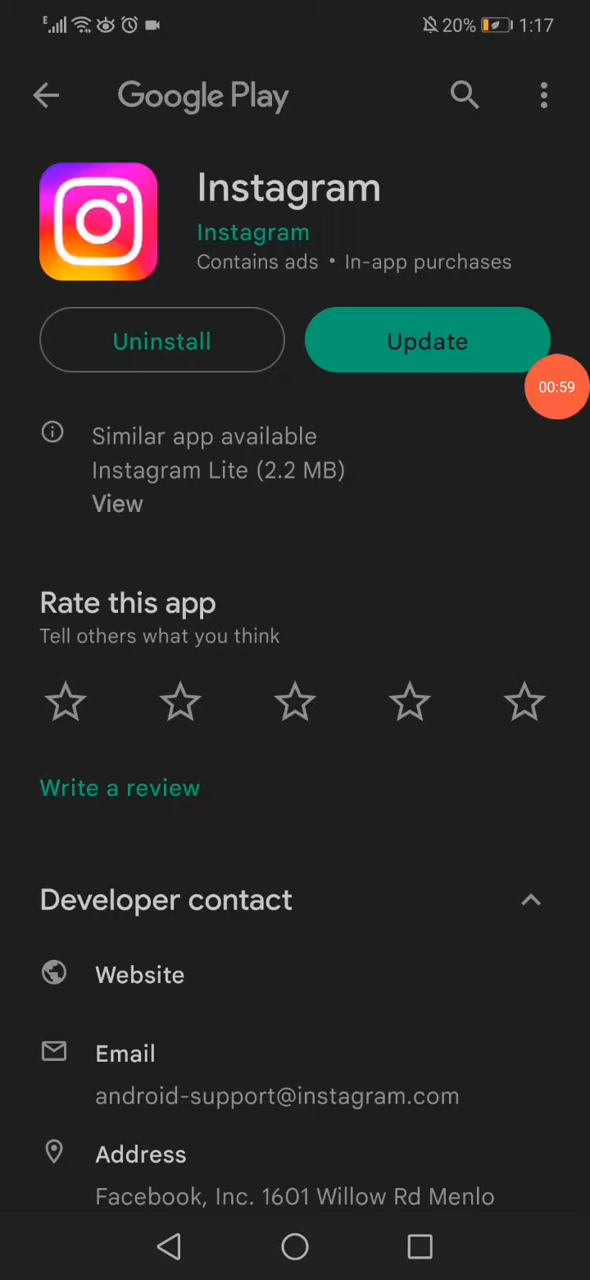 E 20% 1:17
Google Play
Instagram
Instagram
Contains ads • In-app purchases
Uninstall
Update
00:59
Similar app available
Instagram Lite (2.2 MB)
View
Rate this app
Tell others what you think
Write a review
Developer contact
Website
Email
android-support@instagram.com
Address
Facebook, Inc. 1601 Willow Rd Menlo